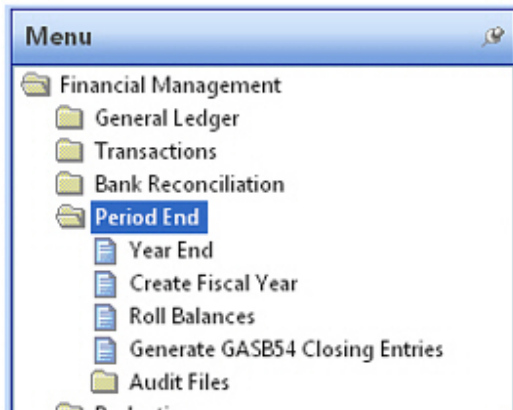 Menu
Financial Management
General Ledger
Transactions
Bank Reconciliation
Period End
Year End
Create Fiscal Year
Roll Balances
Generate GASB54 Closing Entries
Audit Files